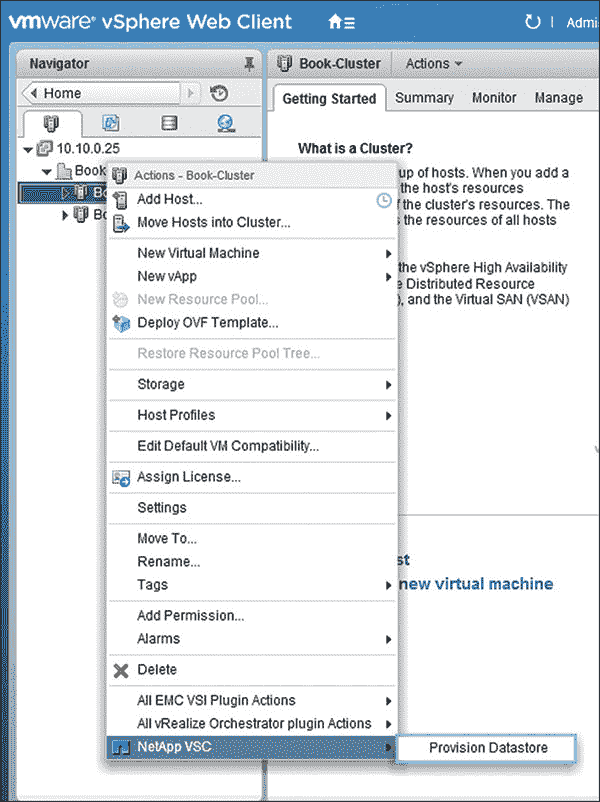 vmware® vSphere Web Client
Admi
Navigator
Home
10.10.0.25
Book
Bo
Bo
Book-Cluster
Actions
Getting Started
Summary
Monitor
Manage
What is a Cluster?
up of hosts. When you add a
the host's resources
of the cluster's resources. The
s the resources of all hosts
the vSphere High Availability
e Distributed Resource
), and the Virtual SAN (VSAN)
st
new virtual machine
Actions - Book-Cluster
Add Host...
Move Hosts into Cluster...
New Virtual Machine
New vApp
New Resource Pool...
Deploy OVF Template...
Restore Resource Pool Tree...
Storage
Host Profiles
Edit Default VM Compatibility...
Assign License...
Settings
Move To...
Rename...
Tags
Add Permission...
Alarms
Delete
All EMC VSI Plugin Actions
All vRealize Orchestrator plugin Actions
NetApp VSC
Provision Datastore